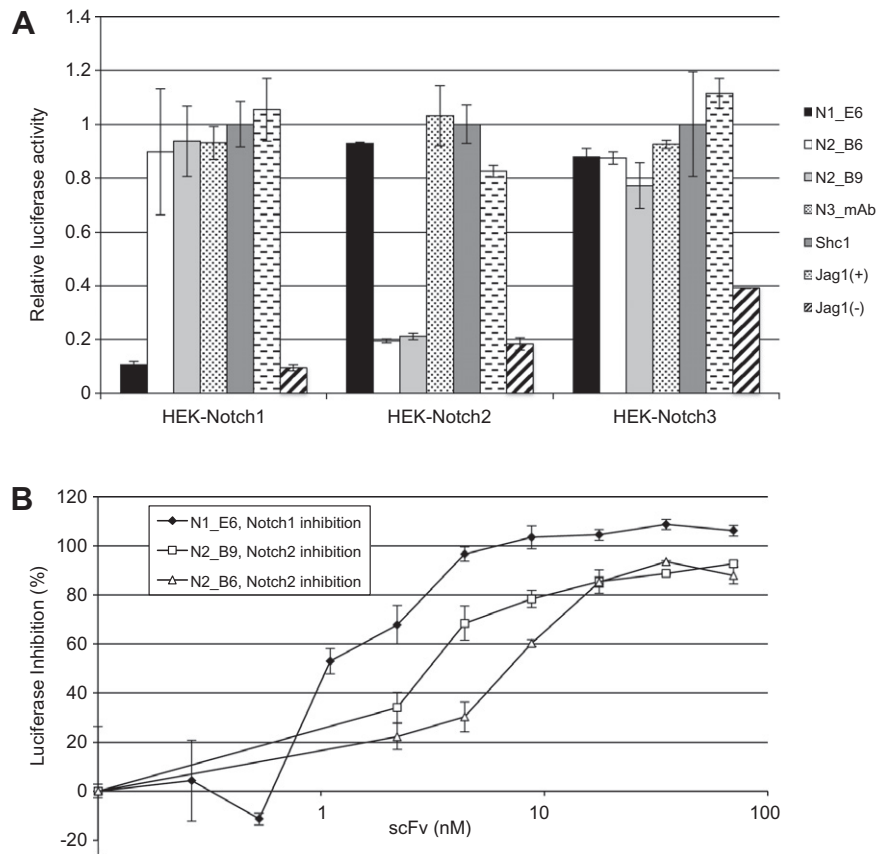 A
1.4
1.2
1
0.8
0.6
0.4
0.2
0
Relative luciferase activity
HEK-Notch1
HEK-Notch2
HEK-Notch3
N1_E6
N2_B6
N2_B9
N3_mAb
Shc1
Jag1(+)
Jag1(-)
B
120
100
80
60
40
20
0
-20
Luciferase Inhibition (%)
N1_E6, Notch1 inhibition
N2_B9, Notch2 inhibition
N2_B6, Notch2 inhibition
1
10
100
scFv (nM)